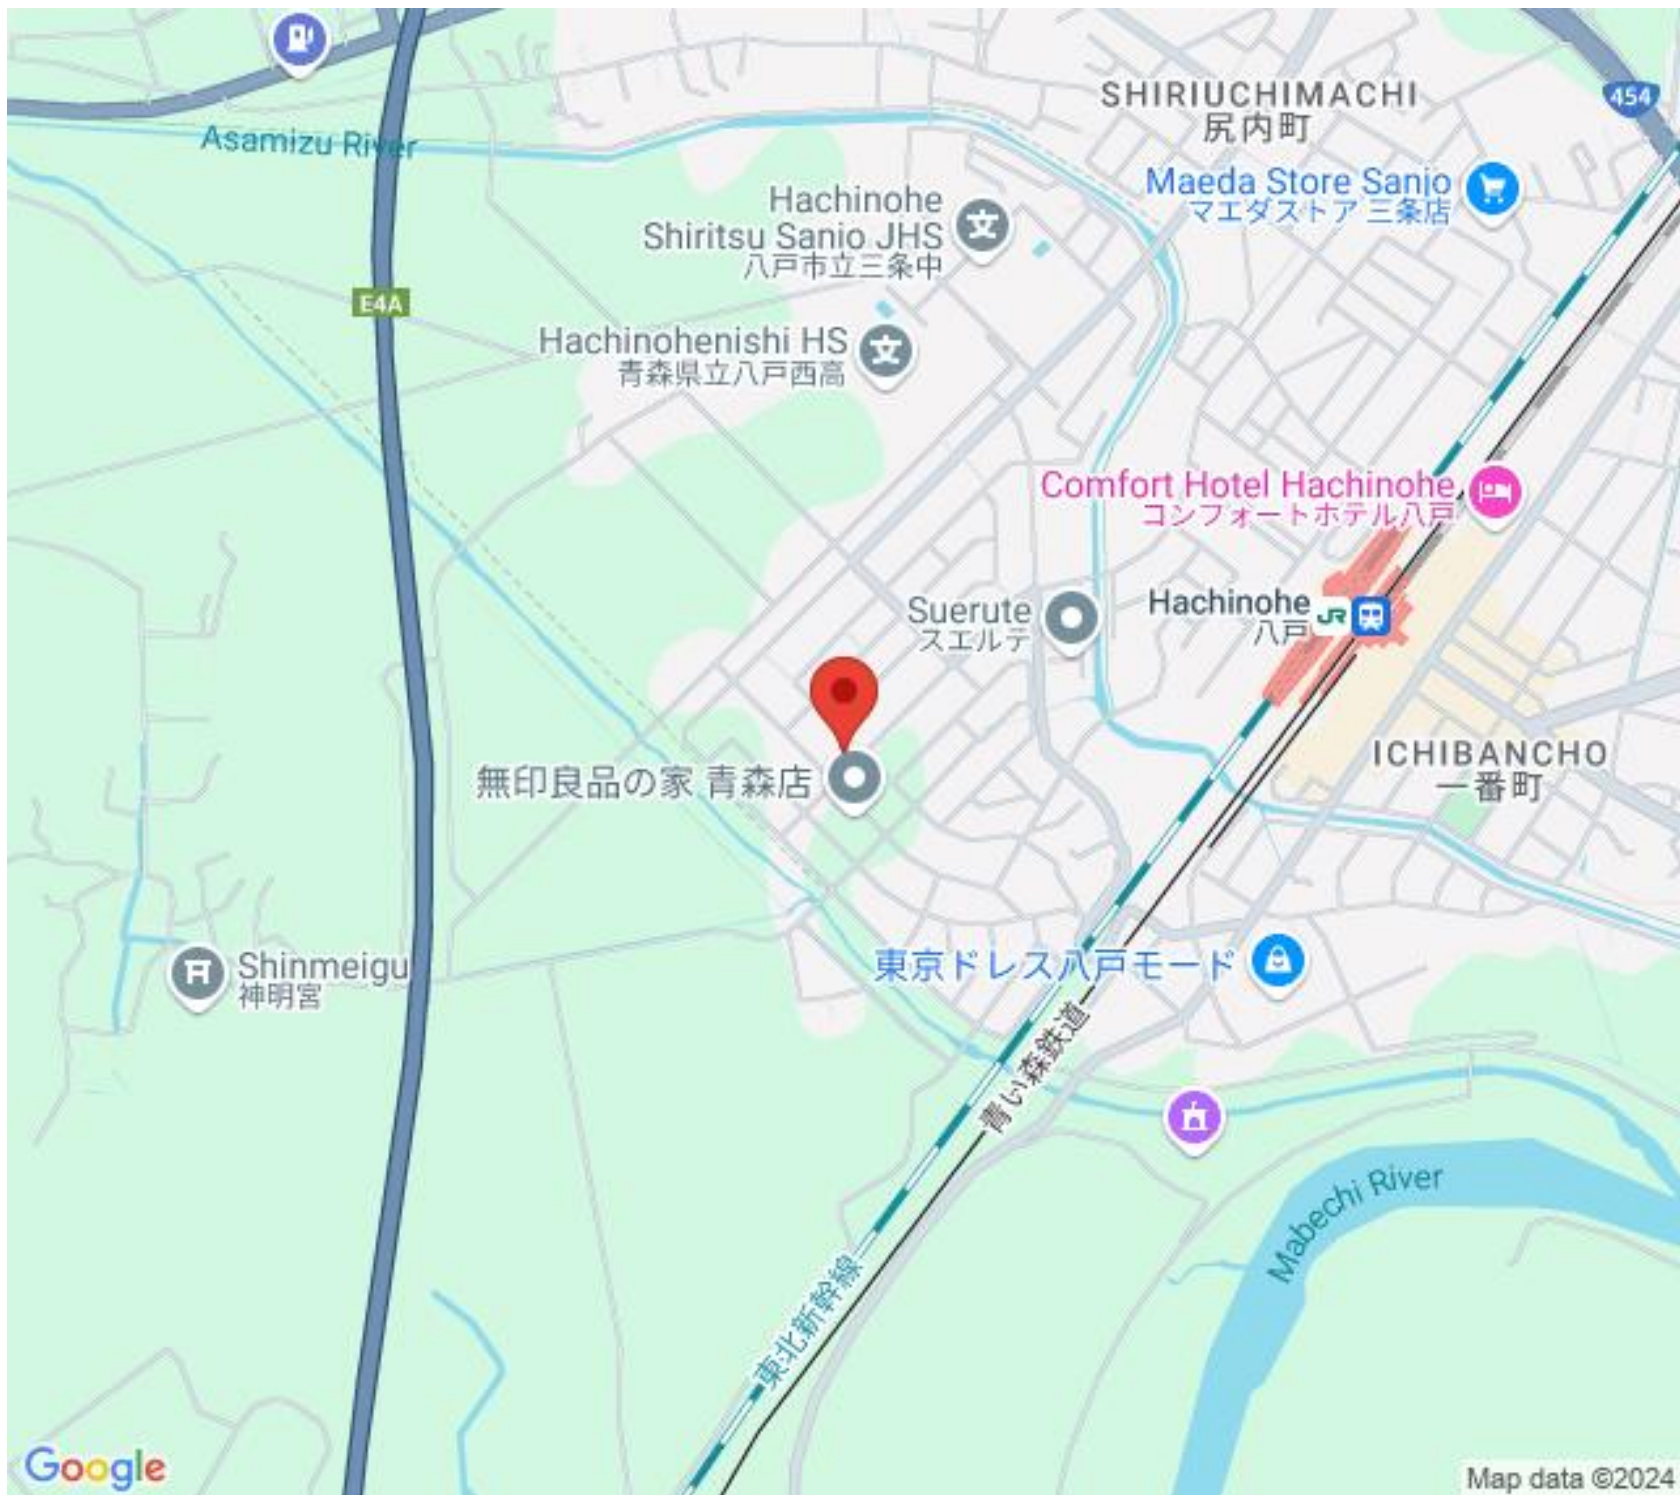 SHIRIUCHIMACHI
尻内町
454
Asamizu River
Maeda Store Sanjo
マエダストア 三条店
Hachinohe
Shiritsu Sanjo JHS
八戸市立三条中
E4A
Hachinohenishi HS
青森県立八戸西高
Comfort Hotel Hachinohe
コンフォートホテル八戸
Suerute
スエルテ
Hachinohe
八戸
JR
無印良品の家 青森店
ICHIBANCHO
一番町
Shinmeigu
神明宮
東京ドレス八戸モード
青い森鉄道
Mabechi River
東北新幹線
Google
Map data ©2024